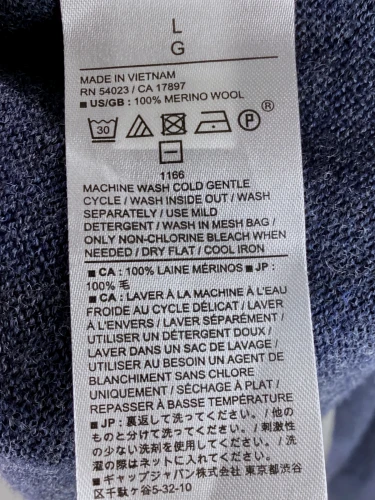 L
G
MADE IN VIETNAM
RN 54023 / CA 17897
■ US/GB : 100% MERINO WOOL
30 P ®
1166
MACHINE WASH COLD GENTLE
CYCLE / WASH INSIDE OUT / WASH
SEPARATELY / USE MILD
DETERGENT / WASH IN MESH BAG /
ONLY NON-CHLORINE BLEACH WHEN
NEEDED / DRY FLAT / COOL IRON
■ CA : 100% LAINE MÉRINOS ■ JP :
100% 毛
■ CA : LAVER À LA MACHINE À L'EAU
FROIDE AU CYCLE DÉLICAT / LAVER
À L'ENVERS / LAVER SÉPARÉMENT /
UTILISER UN DÉTERGENT DOUX /
LAVER DANS UN SAC DE LAVAGE /
UTILISER AU BESOIN UN AGENT DE
BLANCHIMENT SANS CHLORE
UNIQUEMENT / SÉCHAGE À PLAT /
REPASSER À BASSE TEMPÉRATURE
■ JP : 裏返して洗ってください。/ 他のも
のと分けて洗ってください。/ 刺激性
の少ない洗剤を使用してください。/ 洗
濯の際はネットに入れてください。
■ ギャップジャパン株式会社 東京都渋谷
区千駄ヶ谷5-32-10